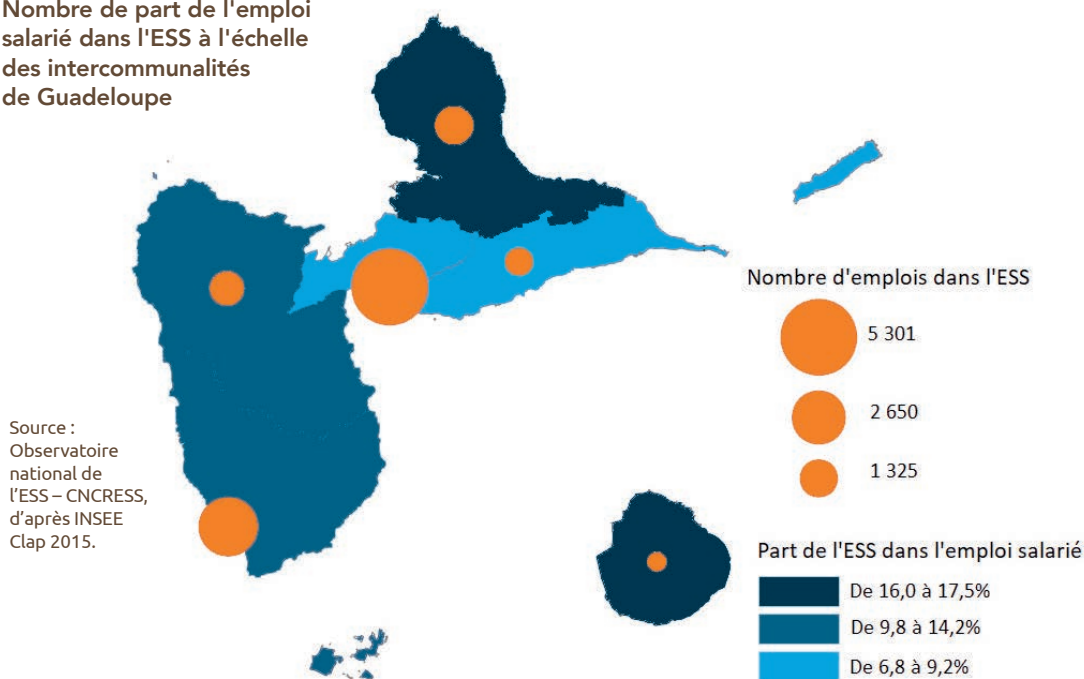 Nombre de part de l'emploi
salarié dans l'ESS à l'échelle
des intercommunalités
de Guadeloupe
Nombre d'emplois dans l'ESS
5 301
2 650
1 325
Source :
Observatoire
national de
l'ESS – CNCRESS,
d'après INSEE
Clap 2015.
Part de l'ESS dans l'emploi salarié
De 16,0 à 17,5%
De 9,8 à 14,2%
De 6,8 à 9,2%